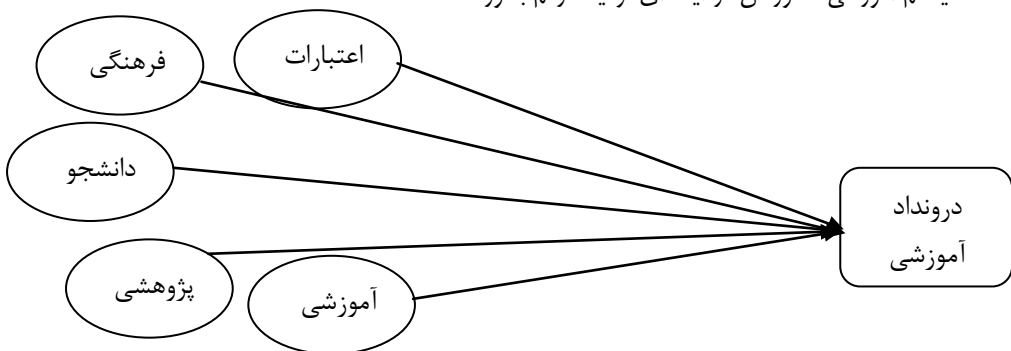 اعتبارات
فرهنگی
دانشجو
پژوهشی
آموزشی
درونداد
آموزشی